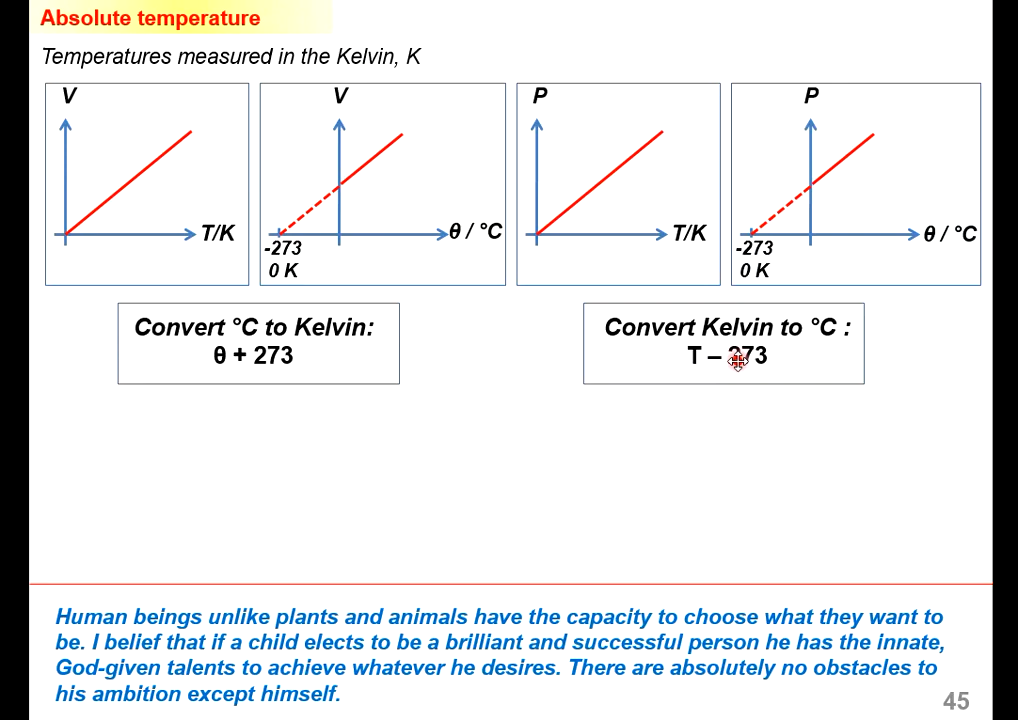 Absolute temperature
Temperatures measured in the Kelvin, K
V
T/K
V
θ / °C
-273
0 K
P
T/K
P
θ / °C
-273
0 K
Convert °C to Kelvin:
θ + 273
Convert Kelvin to °C :
T – 273
Human beings unlike plants and animals have the capacity to choose what they want to
be. I belief that if a child elects to be a brilliant and successful person he has the innate,
God-given talents to achieve whatever he desires. There are absolutely no obstacles to
his ambition except himself.
45